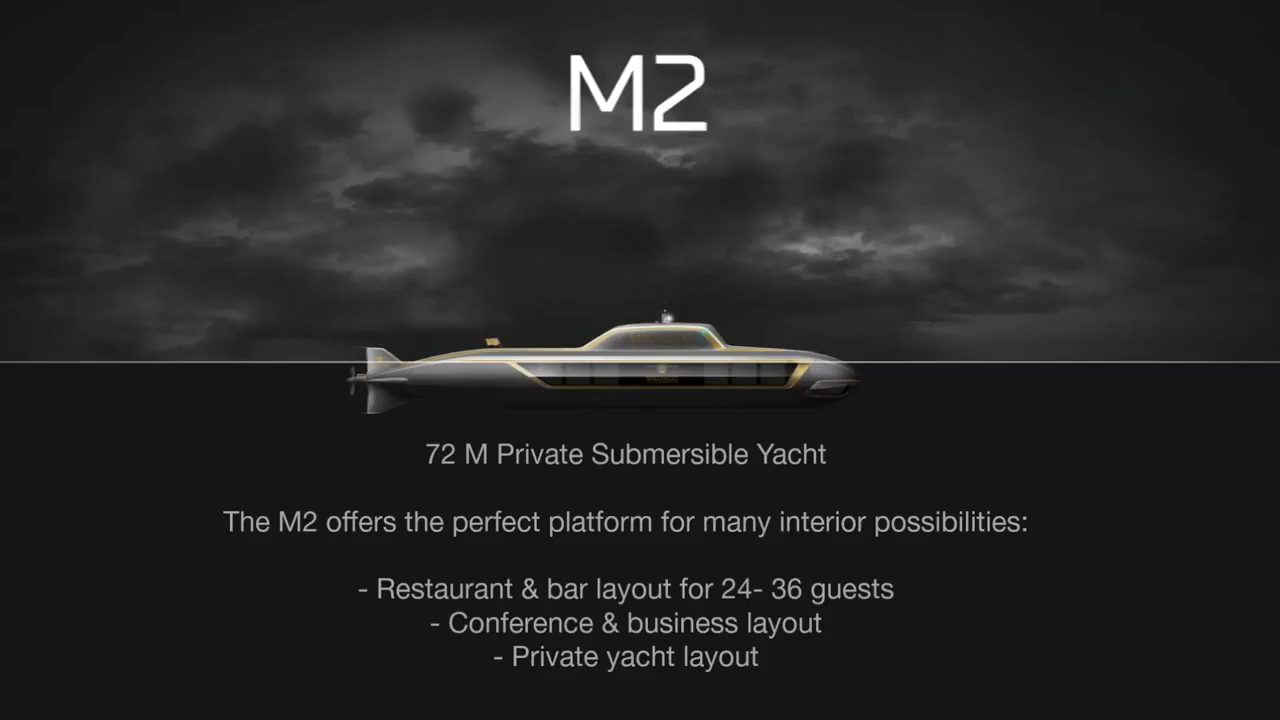 M2
72 M Private Submersible Yacht
The M2 offers the perfect platform for many interior possibilities:
- Restaurant & bar layout for 24- 36 guests
- Conference & business layout
- Private yacht layout